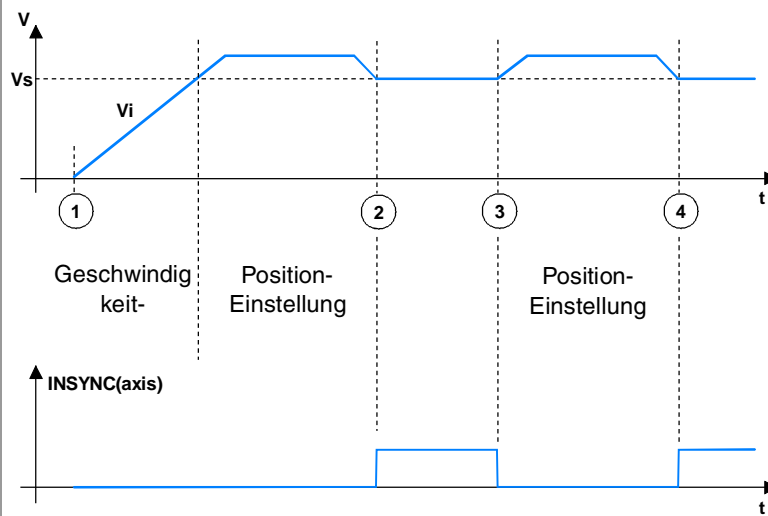 V
Vs
Vi
t
1
2
3
4
Geschwindig
keit-
Position-
Einstellung
Position-
Einstellung
INSYNC(axis)
t